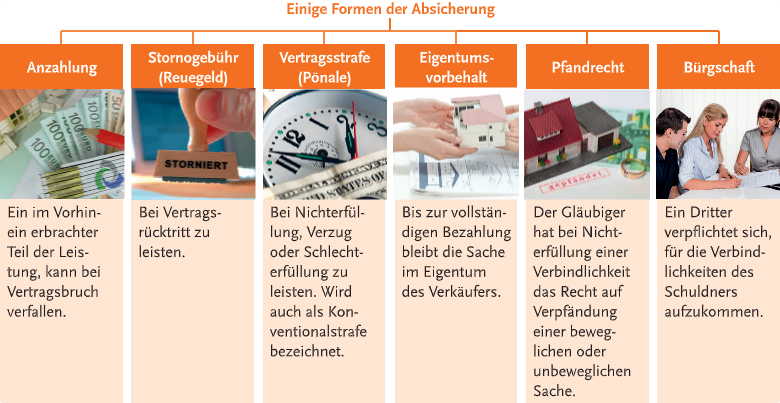 Einige Formen der Absicherung
Anzahlung
Ein im Vorhin-
ein erbrachter
Teil der Leis-
tung, kann bei
Vertragsbruch
verfallen.
Stornogebühr
(Reuegeld)
STORNIERT
Bei Vertrags-
rücktritt zu
leisten.
Vertragsstrafe
(Pönale)
Bei Nichterfül-
lung, Verzug
oder Schlecht-
erfüllung zu
leisten. Wird
auch als Kon-
ventionalstrafe
bezeichnet.
Eigentums-
vorbehalt
Bis zur vollstän-
digen Bezahlung
bleibt die Sache
im Eigentum
des Verkäufers.
Pfandrecht
gepfändet
Der Gläubiger
hat bei Nicht-
erfüllung einer
Verbindlichkeit
das Recht auf
Verpfändung
einer beweg-
lichen oder
unbeweglichen
Sache.
Bürgschaft
Ein Dritter
verpflichtet sich,
für die Verbind-
lichkeiten des
Schuldners
aufzukommen.